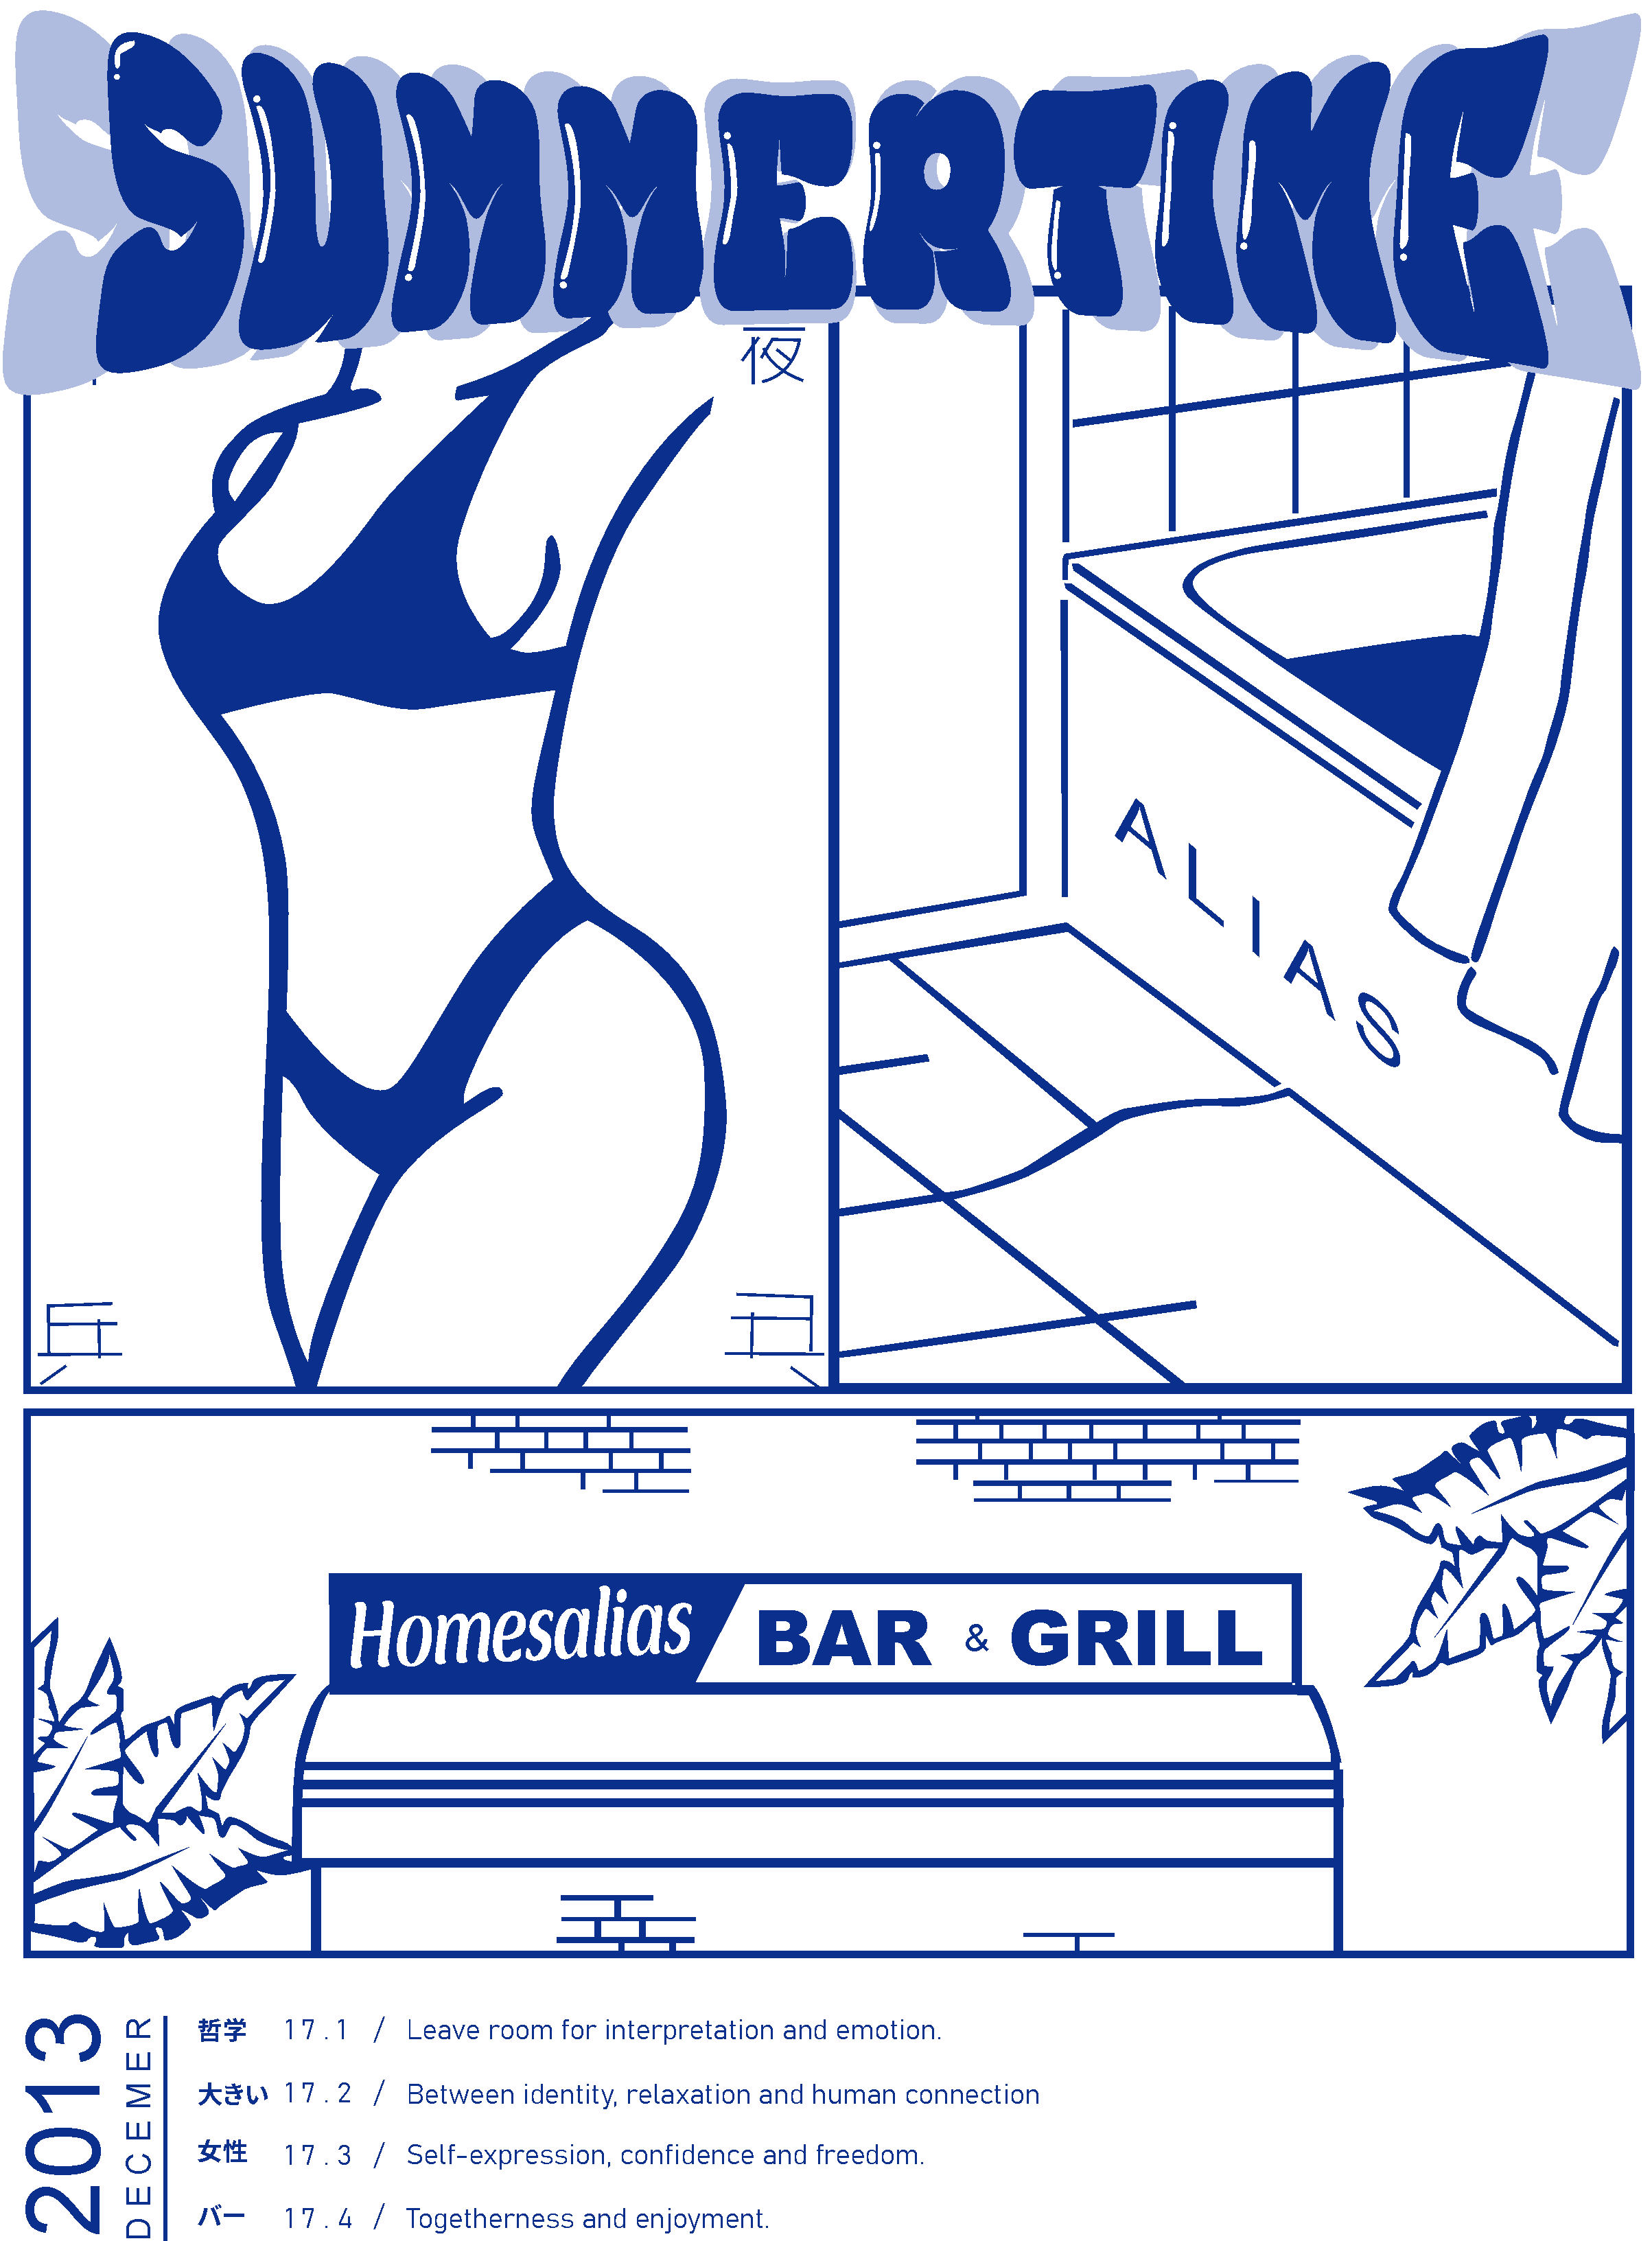 SUMMERTIME
夜
ALIAS
Homesalias BAR & GRILL
2013
DECEMER
哲学 17.1 / Leave room for interpretation and emotion.
大きい 17.2 / Between identity, relaxation and human connection
女性 17.3 / Self-expression, confidence and freedom.
バー 17.4 / Togetherness and enjoyment.